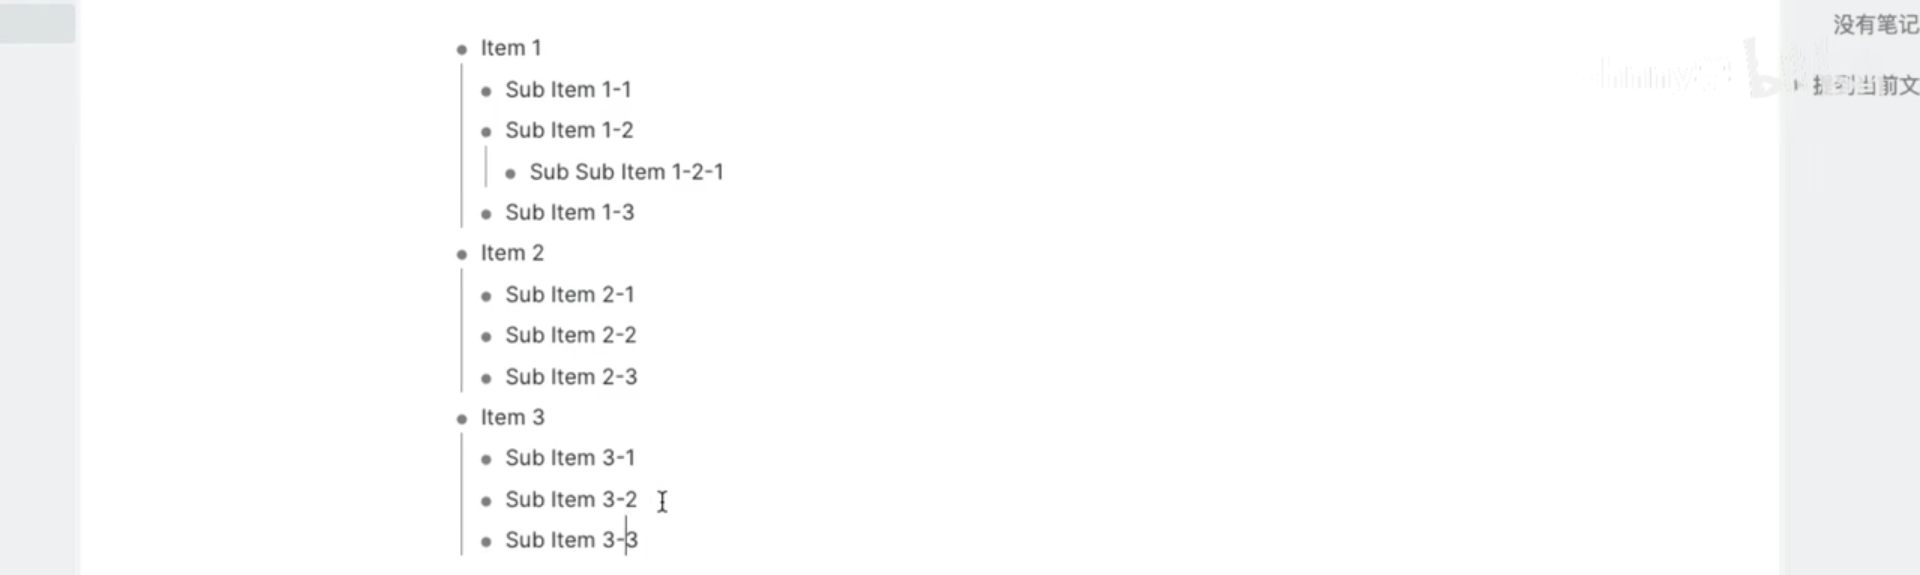 没有笔记
Item 1
Sub Item 1-1
提到当前文
Sub Item 1-2
Sub Sub Item 1-2-1
Sub Item 1-3
Item 2
Sub Item 2-1
Sub Item 2-2
Sub Item 2-3
Item 3
Sub Item 3-1
Sub Item 3-2
Sub Item 3-3